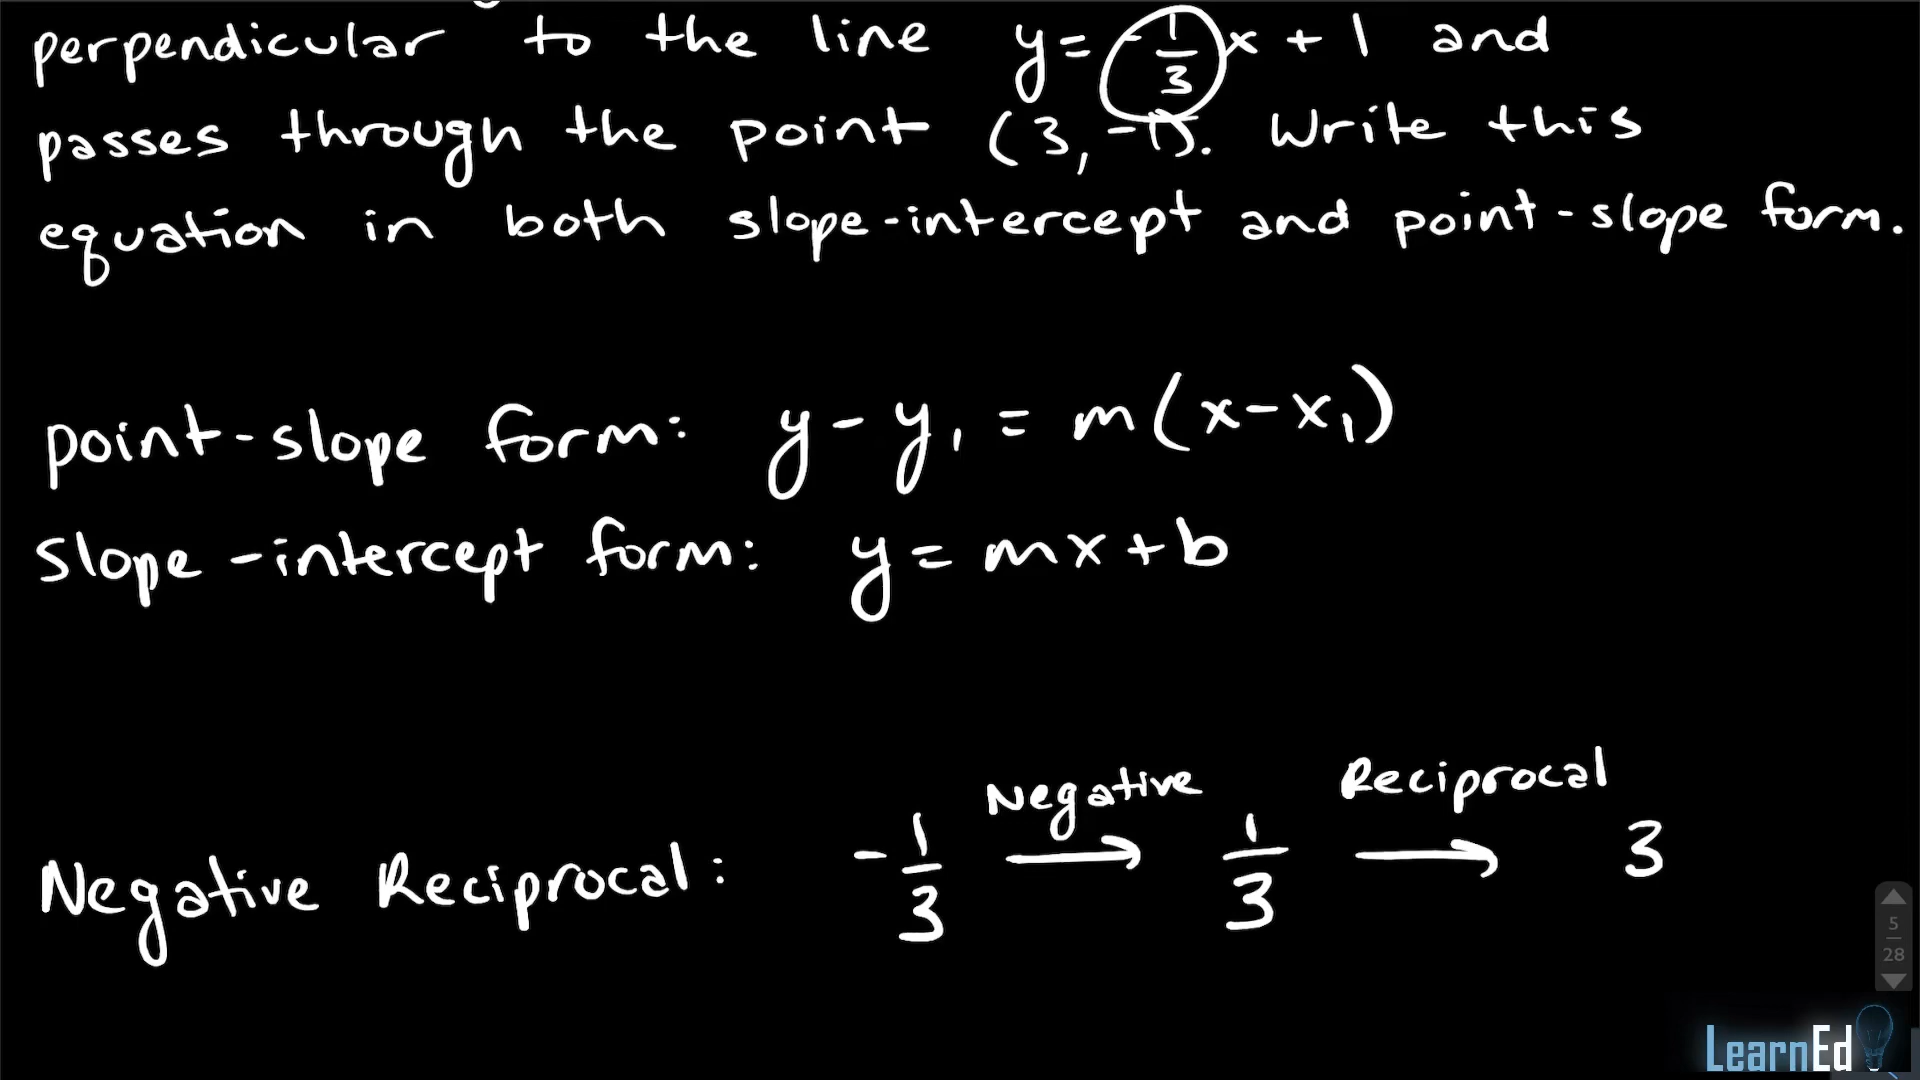 perpendicular to the line y = -1/3 x + 1 and
passes through the point (3, -1). Write this
equation in both slope-intercept and point-slope form.
point-slope form: y - y₁ = m(x - x₁)
slope-intercept form: y = mx + b
Negative Reciprocal: -1/3 Negative → 1/3 Reciprocal → 3
5
28
LearnEd